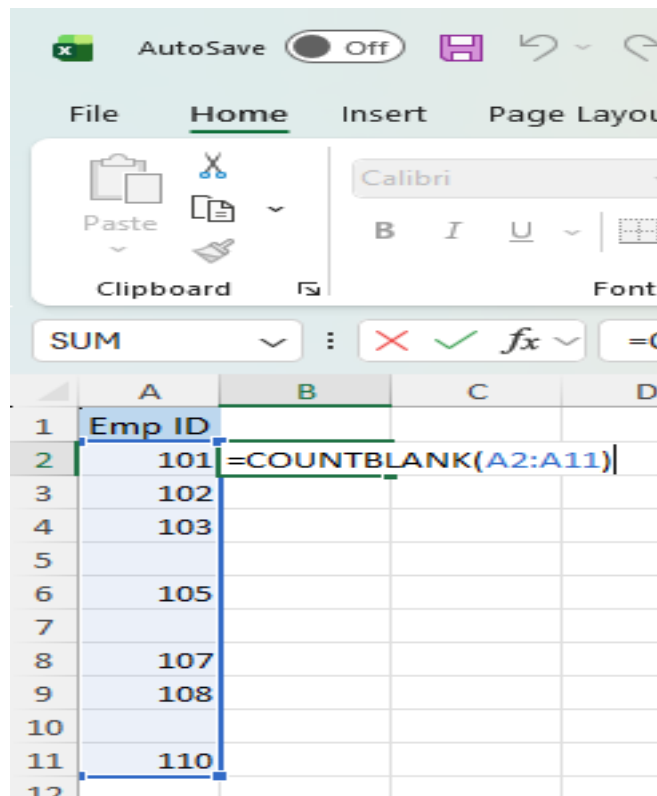 AutoSave Off
File Home Insert Page Layou
Paste
Calibri
B I U
Clipboard
Font
SUM fx =C
A B C D
1 Emp ID
2 101 =COUNTBLANK(A2:A11)
3 102
4 103
5
6 105
7
8 107
9 108
10
11 110
12